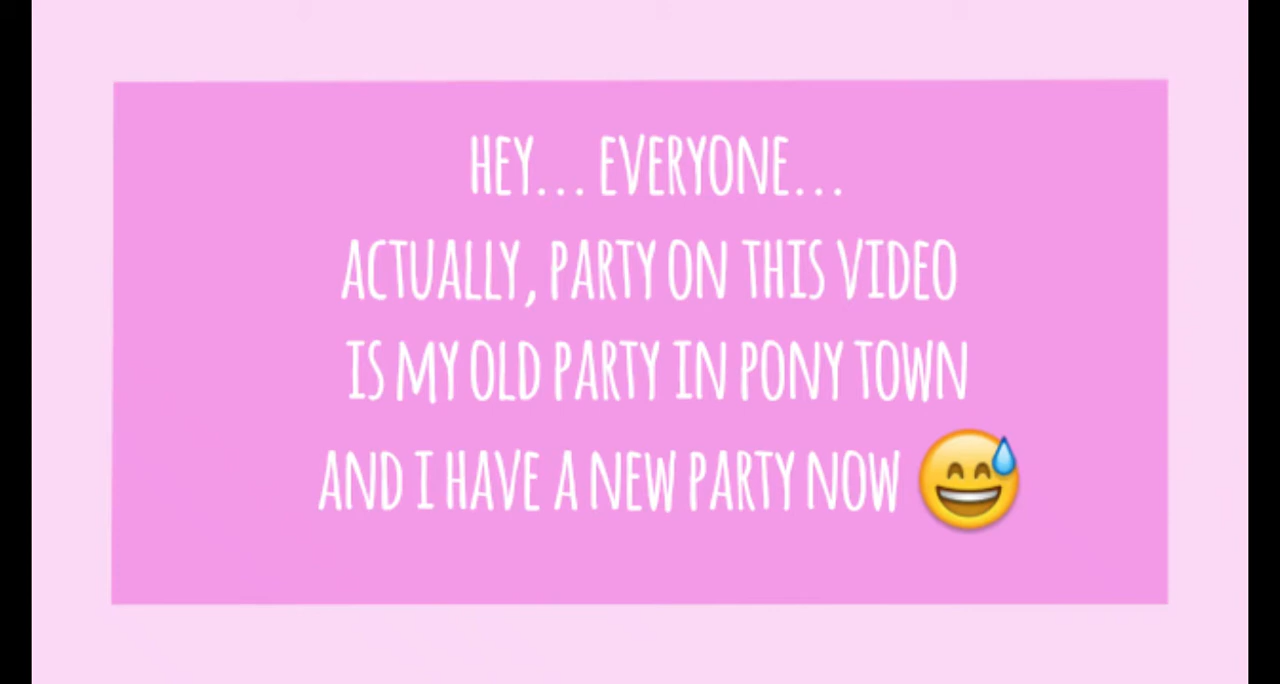 HEY... EVERYONE...
ACTUALLY, PARTY ON THIS VIDEO
IS MY OLD PARTY IN PONY TOWN
AND I HAVE A NEW PARTY NOW 😅